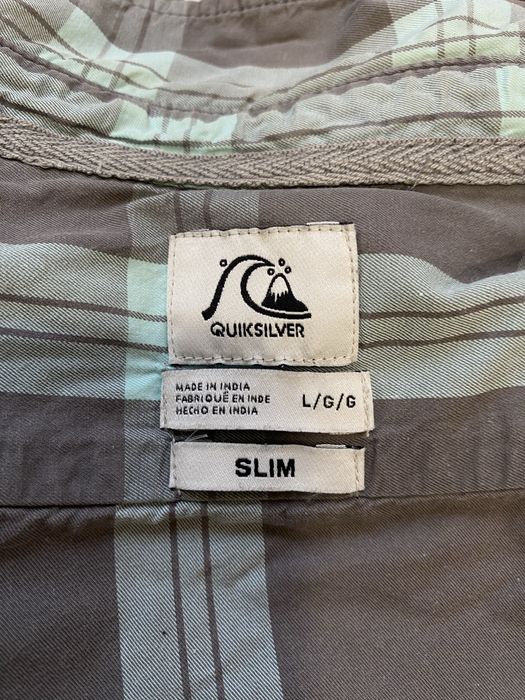 QUIKSILVER
MADE IN INDIA
FABRIQUÉ EN INDE
HECHO EN INDIA
L/G/G
SLIM